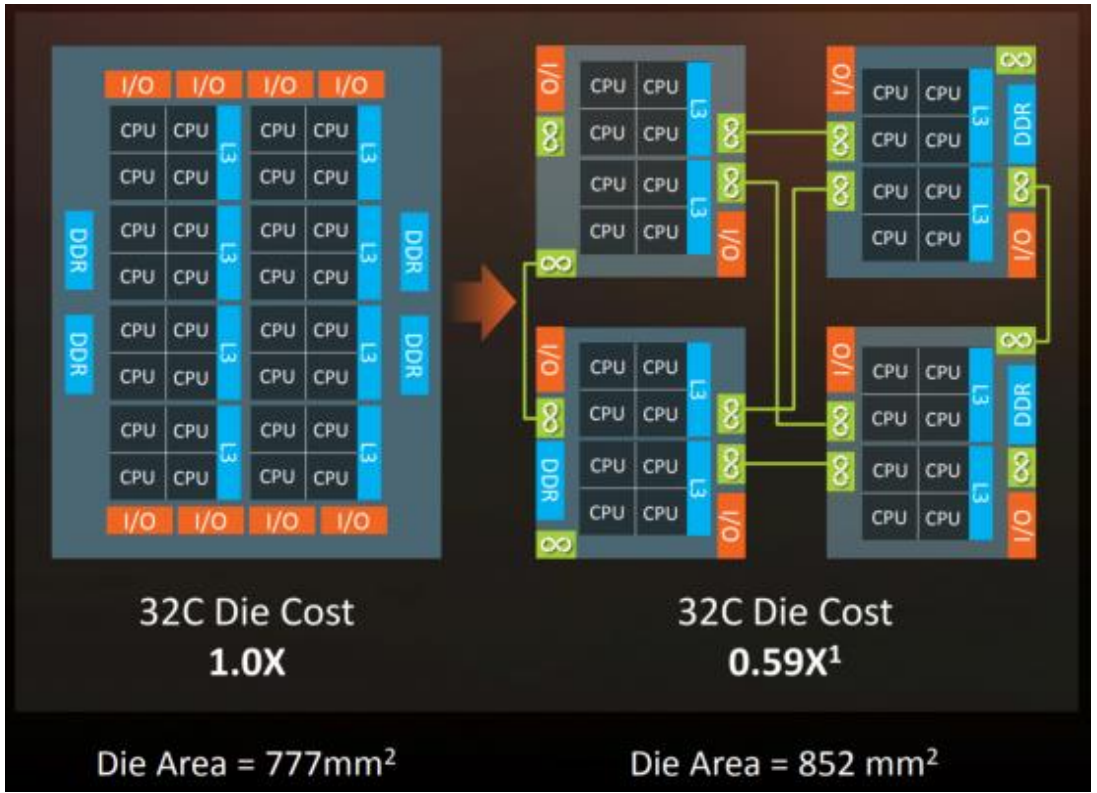 I/O I/O I/O I/O
CPU CPU L3 CPU CPU L3
CPU CPU CPU CPU
DDR CPU CPU L3 CPU CPU L3 DDR
CPU CPU CPU CPU
DDR CPU CPU L3 CPU CPU L3 DDR
CPU CPU CPU CPU
CPU CPU L3 CPU CPU L3
CPU CPU CPU CPU
I/O I/O I/O I/O
32C Die Cost
1.0X
Die Area = 777mm²
I/O CPU CPU L3
CPU CPU
CPU CPU L3
CPU CPU I/O
I/O CPU CPU L3 DDR
CPU CPU
CPU CPU L3
CPU CPU I/O
I/O CPU CPU L3
CPU CPU
DDR CPU CPU L3
CPU CPU I/O
I/O CPU CPU L3 DDR
CPU CPU
CPU CPU L3
CPU CPU I/O
32C Die Cost
0.59X¹
Die Area = 852 mm²